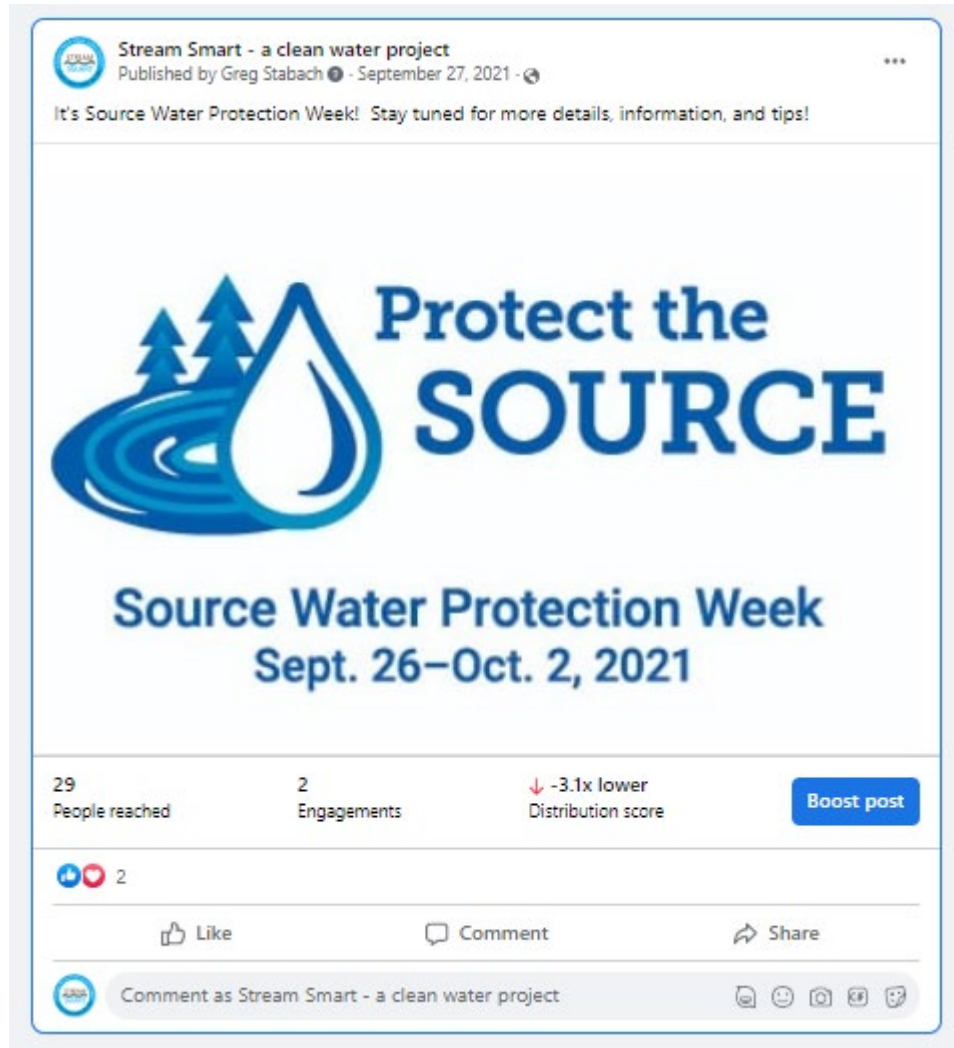 Stream Smart - a clean water project
Published by Greg Stabach · September 27, 2021 ·
It's Source Water Protection Week! Stay tuned for more details, information, and tips!
Protect the
SOURCE
Source Water Protection Week
Sept. 26–Oct. 2, 2021
29 2 -3.1x lower
People reached Engagements Distribution score
Boost post
2
Like Comment Share
Comment as Stream Smart - a clean water project